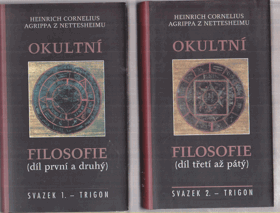 HEINRICH CORNELIUS
AGRIPPA Z NETTESHEIMU
OKULTNÍ
FILOSOFIE
(díl první a druhý)
SVAZEK 1. – TRIGON
HEINRICH CORNELIUS
AGRIPPA Z NETTESHEIMU
OKULTNÍ
FILOSOFIE
(díl třetí až pátý)
SVAZEK 2. – TRIGON